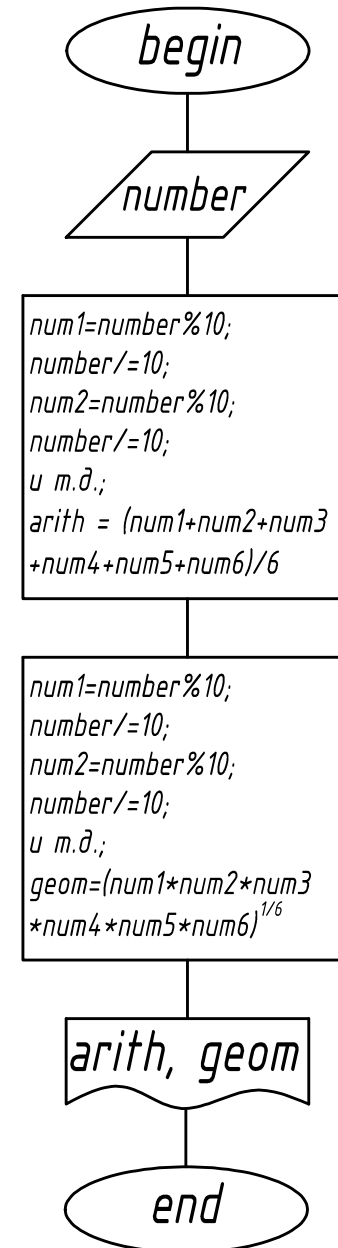 begin
number
num1=number%10;
number/=10;
num2=number%10;
number/=10;
и т.д.;
arith = (num1+num2+num3
+num4+num5+num6)/6
num1=number%10;
number/=10;
num2=number%10;
number/=10;
и т.д.;
geom=(num1*num2*num3
*num4*num5*num6)^1/6
arith, geom
end